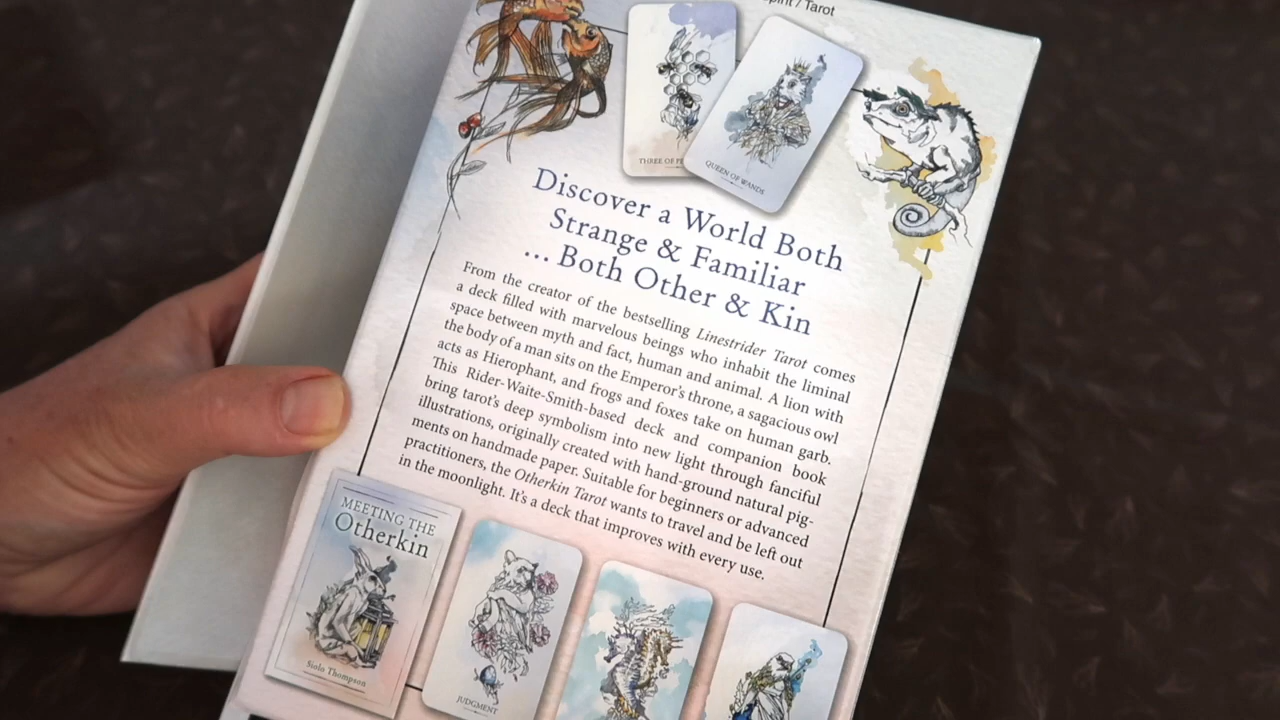 Spirit / Tarot
THREE OF PE
QUEEN OF WANDS
Discover a World Both
Strange & Familiar
... Both Other & Kin
From the creator of the bestselling Linestrider Tarot comes
a deck filled with marvelous beings who inhabit the liminal
space between myth and fact, human and animal. A lion with
the body of a man sits on the Emperor's throne, a sagacious owl
acts as Hierophant, and frogs and foxes take on human garb.
This Rider-Waite-Smith-based deck and companion book
bring tarot's deep symbolism into new light through fanciful
illustrations, originally created with hand-ground natural pig-
ments on handmade paper. Suitable for beginners or advanced
practitioners, the Otherkin Tarot wants to travel and be left out
in the moonlight. It's a deck that improves with every use.
MEETING THE
Otherkin
Siolo Thompson
JUDGMENT